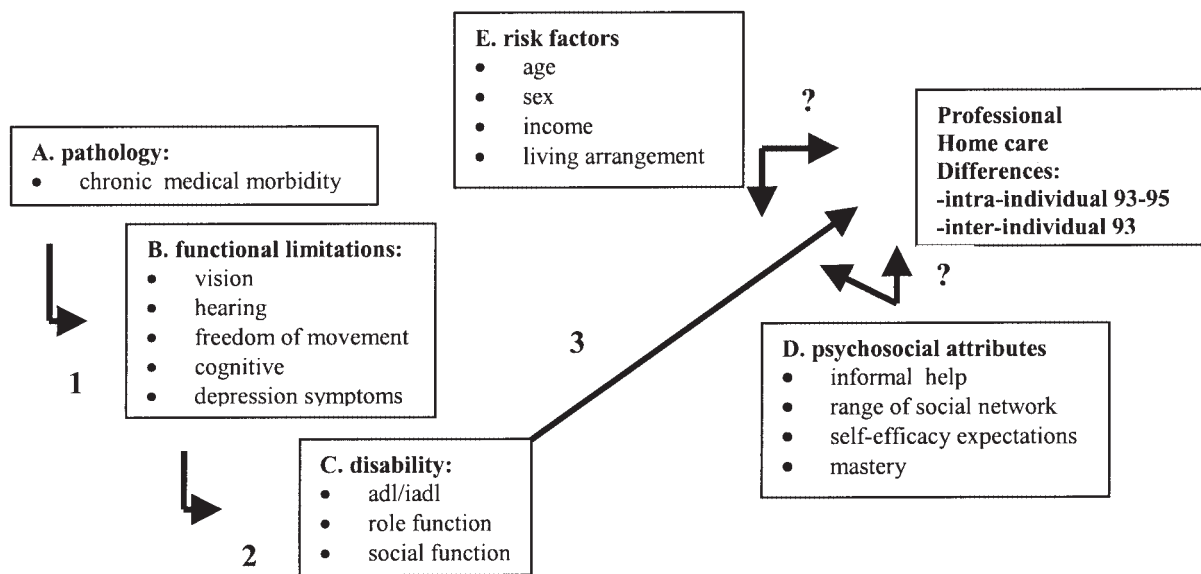 E. risk factors
• age
• sex
• income
• living arrangement
?
Professional
Home care
Differences:
-intra-individual 93-95
-inter-individual 93
A. pathology:
• chronic medical morbidity
B. functional limitations:
• vision
• hearing
• freedom of movement
• cognitive
• depression symptoms
1
3
?
D. psychosocial attributes
• informal help
• range of social network
• self-efficacy expectations
• mastery
C. disability:
• adl/iadl
• role function
• social function
2